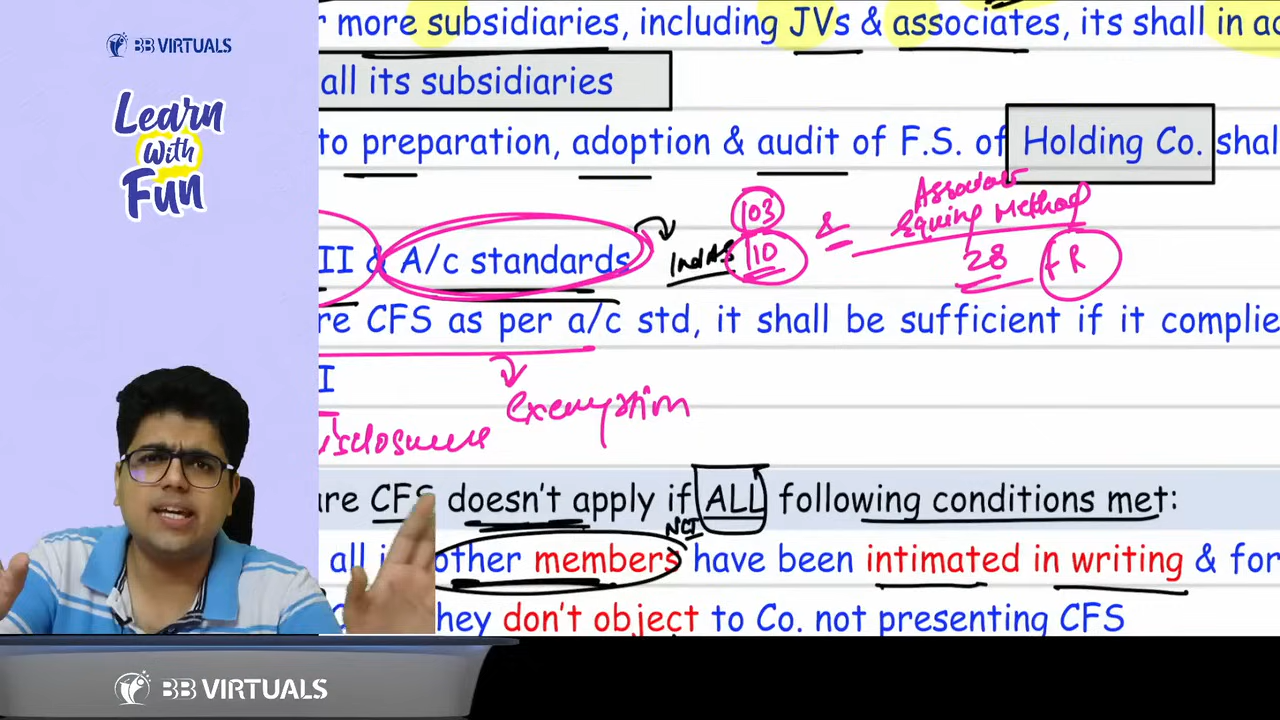 BB VIRTUALS
Learn
With
Fun
r more subsidiaries, including JVs & associates, its shall in ac
all its subsidiaries
to preparation, adoption & audit of F.S. of Holding Co. shal
103
&
Associate
Equity Method
II & A/c standards
Ind AS
110
28
FR
re CFS as per a/c std, it shall be sufficient if it complie
I
exemption
Disclosure
are CFS doesn't apply if ALL following conditions met:
NCI
all i other members have been intimated in writing & for
hey don't object to Co. not presenting CFS
BB VIRTUALS